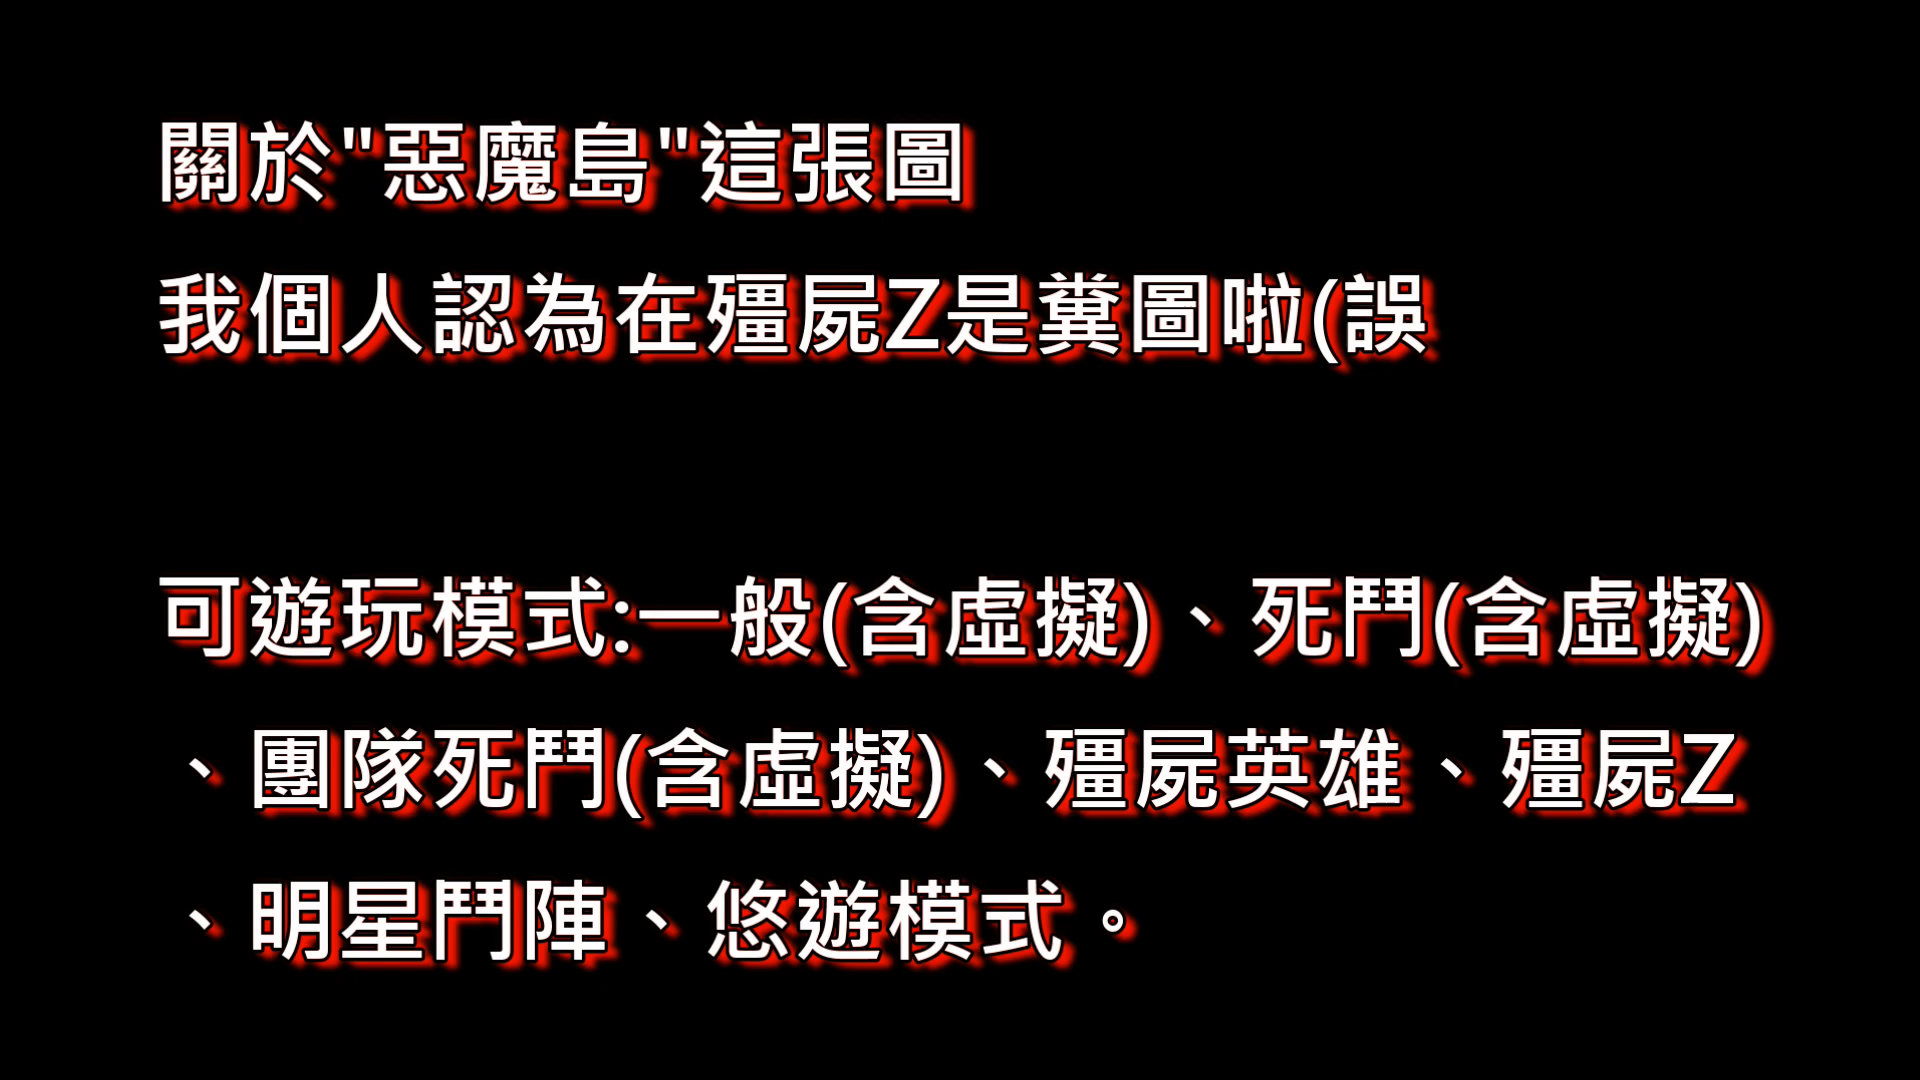 關於"惡魔島"這張圖
我個人認為在殭屍Z是糞圖啦(誤
可遊玩模式:一般(含虛擬)、死鬥(含虛擬)
、團隊死鬥(含虛擬)、殭屍英雄、殭屍Z
、明星鬥陣、悠遊模式。